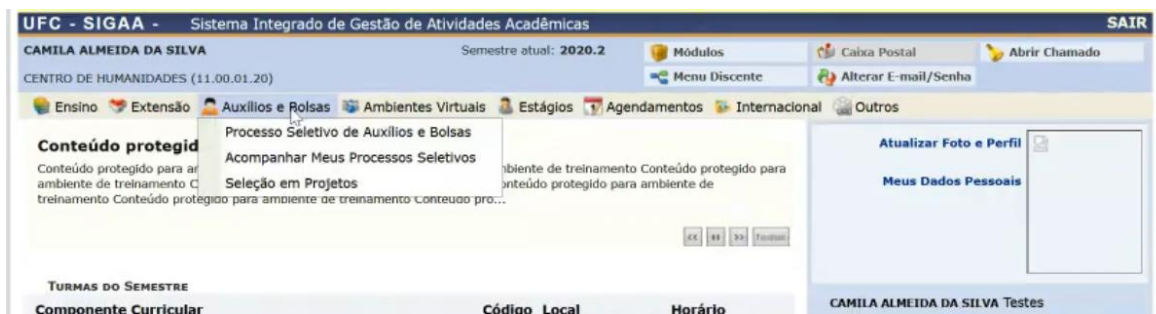 UFC - SIGAA - Sistema Integrado de Gestão de Atividades Acadêmicas SAIR
CAMILA ALMEIDA DA SILVA Semestre atual: 2020.2 Módulos Caixa Postal Abrir Chamado
CENTRO DE HUMANIDADES (11.00.01.20) Menu Discente Alterar E-mail/Senha
Ensino Extensão Auxílios e Bolsas Ambientes Virtuais Estágios Agendamentos Internacional Outros
Processo Seletivo de Auxílios e Bolsas
Acompanhar Meus Processos Seletivos
Seleção em Projetos
Conteúdo protegid
Conteúdo protegido para ar mbiente de treinamento Conteúdo protegido para
ambiente de treinamento C onteúdo protegido para ambiente de
treinamento Conteúdo protegido para ambiente de treinamento Conteúdo pro...
<< >>
Atualizar Foto e Perfil
Meus Dados Pessoais
TURMAS DO SEMESTRE
Componente Curricular Código Local Horário
CAMILA ALMEIDA DA SILVA Testes